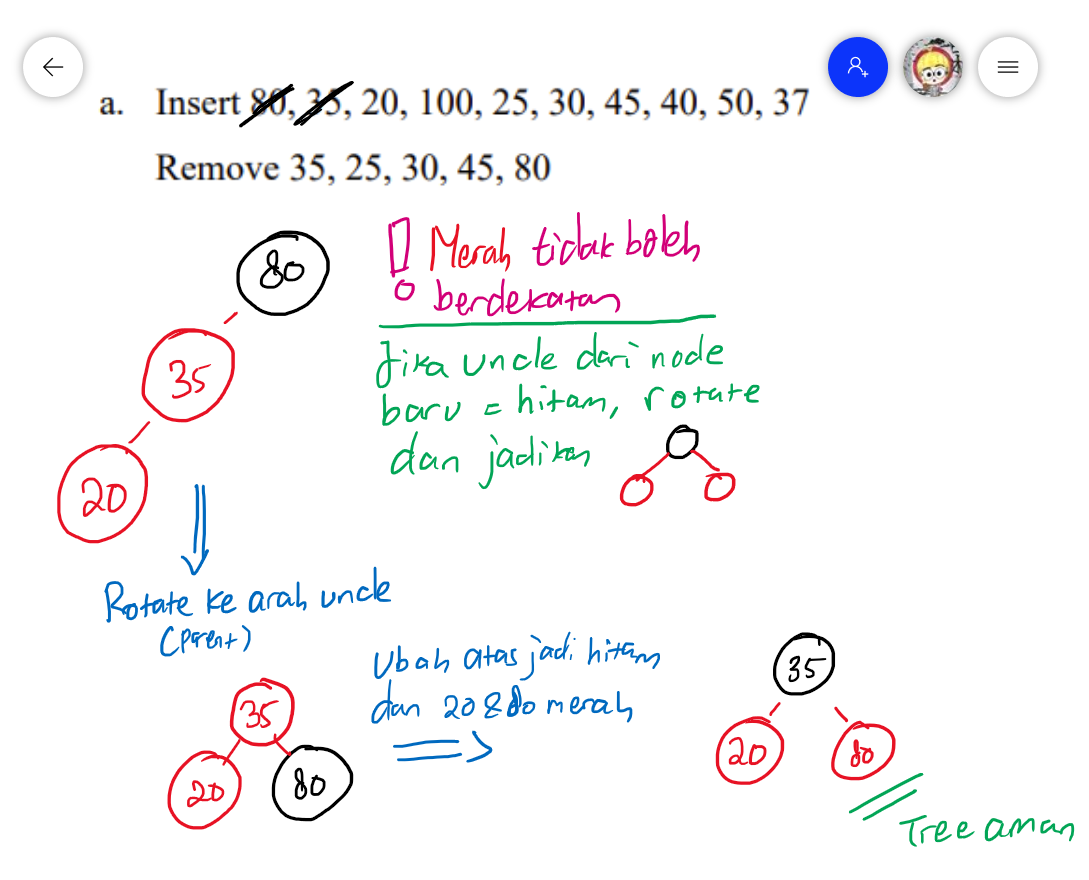 a. Insert 80, 35, 20, 100, 25, 30, 45, 40, 50, 37
Remove 35, 25, 30, 45, 80
80
35
20
! Merah tidak boleh
berdekatan
Jika uncle dari node
baru = hitam, rotate
dan jadikan
Rotate ke arah uncle
(parent)
35
20
80
Ubah atas jadi hitam
dan 20 & 80 merah
35
20
80
Tree aman